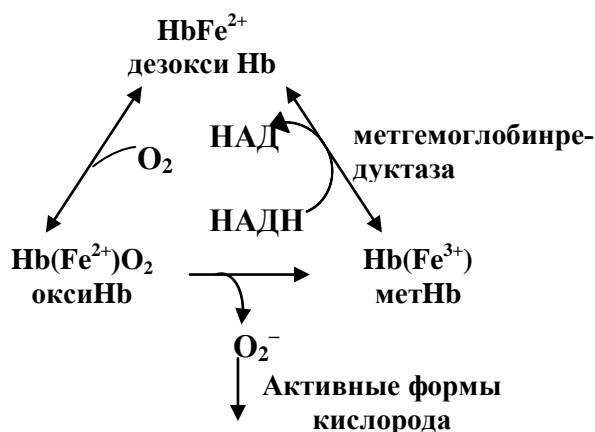 HbFe²⁺
дезокси Hb
НАД
метгемоглобинре-
дуктаза
O₂
НАДН
Hb(Fe²⁺)O₂
оксиHb
Hb(Fe³⁺)
метHb
O₂⁻
Активные формы
кислорода